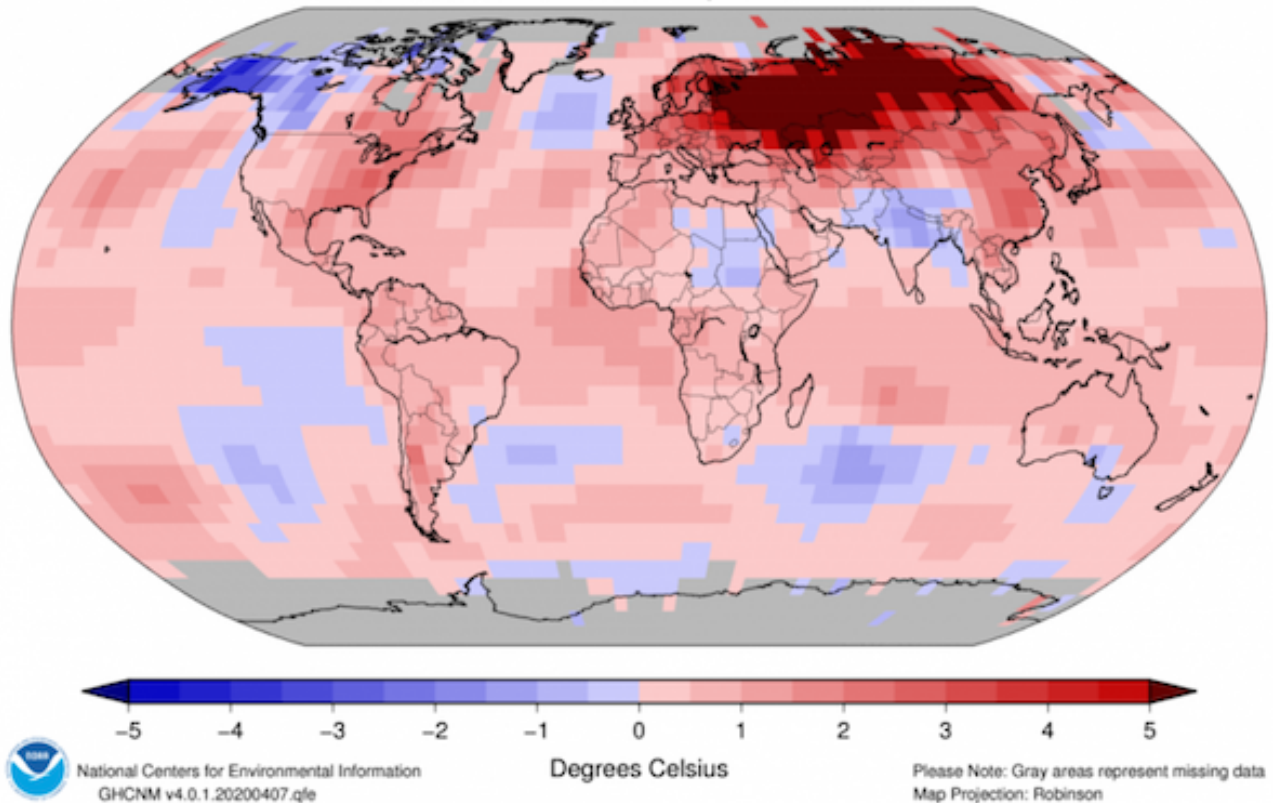 −5 −4 −3 −2 −1 0 1 2 3 4 5
Degrees Celsius
NOAA
National Centers for Environmental Information
GHCNM v4.0.1.20200407.qfe
Please Note: Gray areas represent missing data
Map Projection: Robinson